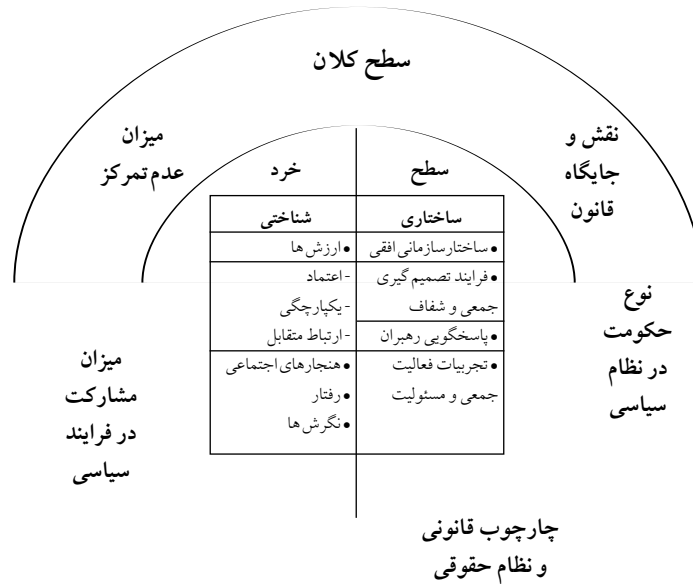 سطح کلان
نقش و
جایگاه
قانون
میزان
عدم تمرکز
سطح
خرد
ساختاری
شناختی
• ساختار سازمانی افقی
• فرایند تصمیم گیری
جمعی و شفاف
• پاسخگویی رهبران
• تجربیات فعالیت
جمعی و مسئولیت
• ارزش ها
- اعتماد
- یکپارچگی
- ارتباط متقابل
• هنجارهای اجتماعی
• رفتار
• نگرش ها
نوع
حکومت
در نظام
سیاسی
میزان
مشارکت
در فرایند
سیاسی
چارچوب قانونی
و نظام حقوقی